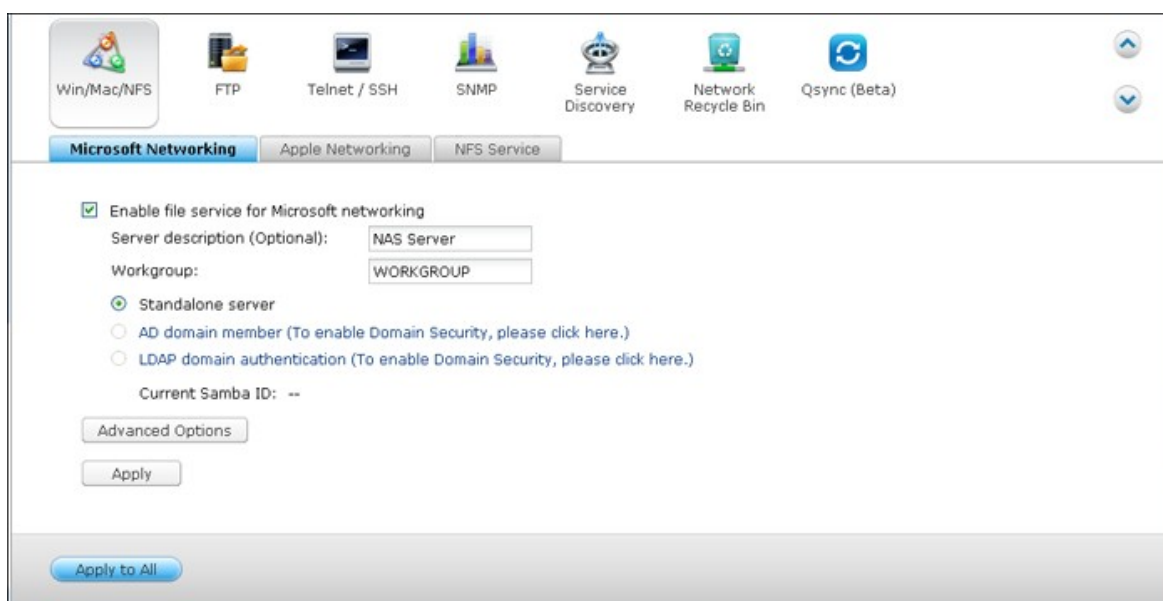 Win/Mac/NFS FTP Telnet / SSH SNMP Service Discovery Network Recycle Bin Qsync (Beta)
Microsoft Networking Apple Networking NFS Service
Enable file service for Microsoft networking
Server description (Optional): NAS Server
Workgroup: WORKGROUP
Standalone server
AD domain member (To enable Domain Security, please click here.)
LDAP domain authentication (To enable Domain Security, please click here.)
Current Samba ID: --
Advanced Options
Apply
Apply to All